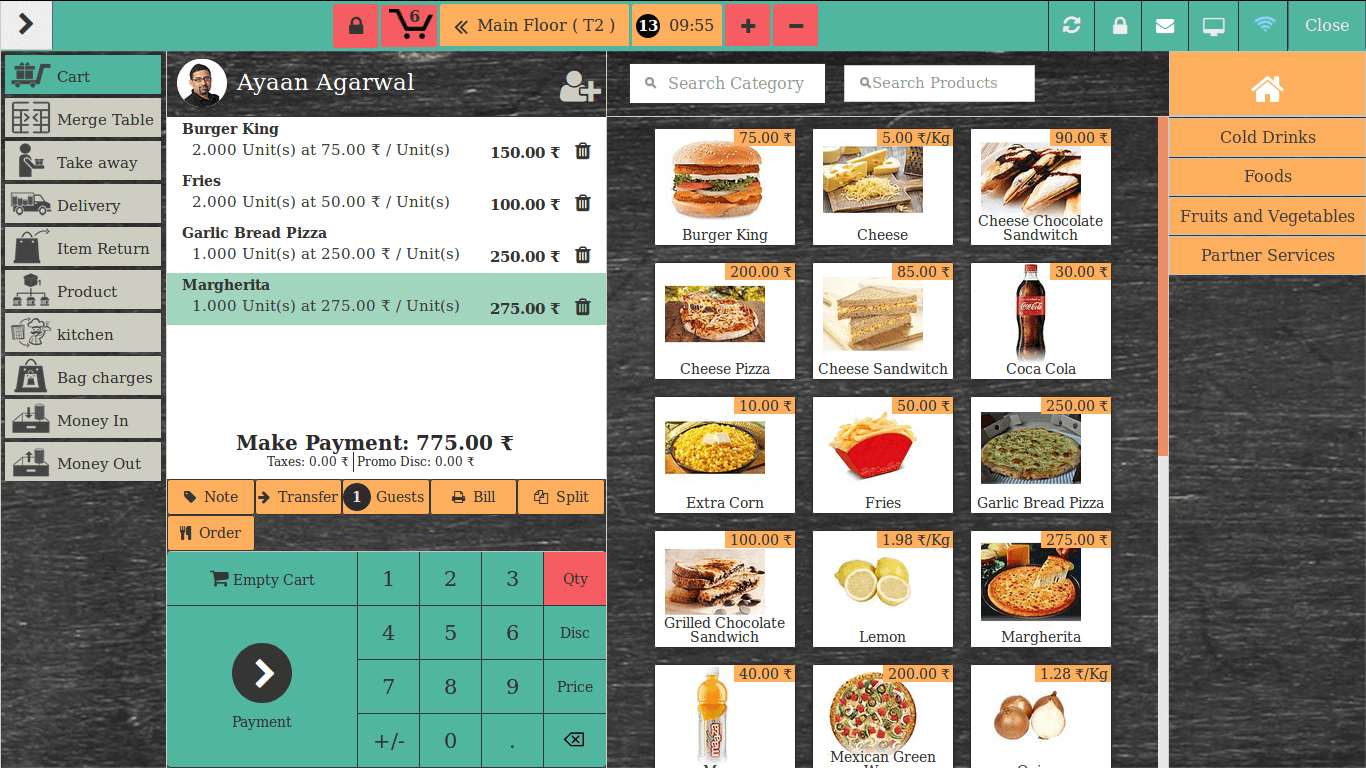 6
Main Floor ( T2 )
13 09:55
Close
Cart
Merge Table
Take away
Delivery
Item Return
Product
kitchen
Bag charges
Money In
Money Out
Ayaan Agarwal
Burger King
2.000 Unit(s) at 75.00 ₹ / Unit(s) 150.00 ₹
Fries
2.000 Unit(s) at 50.00 ₹ / Unit(s) 100.00 ₹
Garlic Bread Pizza
1.000 Unit(s) at 250.00 ₹ / Unit(s) 250.00 ₹
Margherita
1.000 Unit(s) at 275.00 ₹ / Unit(s) 275.00 ₹
Make Payment: 775.00 ₹
Taxes: 0.00 ₹ Promo Disc: 0.00 ₹
Note Transfer 1 Guests Bill Split
Order
Empty Cart 1 2 3 Qty
4 5 6 Disc
7 8 9 Price
Payment
+/- 0 .
Search Category Search Products
75.00 ₹
Burger King
5.00 ₹/Kg
Cheese
90.00 ₹
Cheese Chocolate
Sandwitch
200.00 ₹
Cheese Pizza
85.00 ₹
Cheese Sandwitch
30.00 ₹
Coca-Cola
Coca Cola
10.00 ₹
Extra Corn
50.00 ₹
Fries
250.00 ₹
Garlic Bread Pizza
100.00 ₹
Grilled Chocolate
Sandwich
1.98 ₹/Kg
Lemon
275.00 ₹
Margherita
40.00 ₹
maaza
200.00 ₹
Mexican Green
1.28 ₹/Kg
Cold Drinks
Foods
Fruits and Vegetables
Partner Services